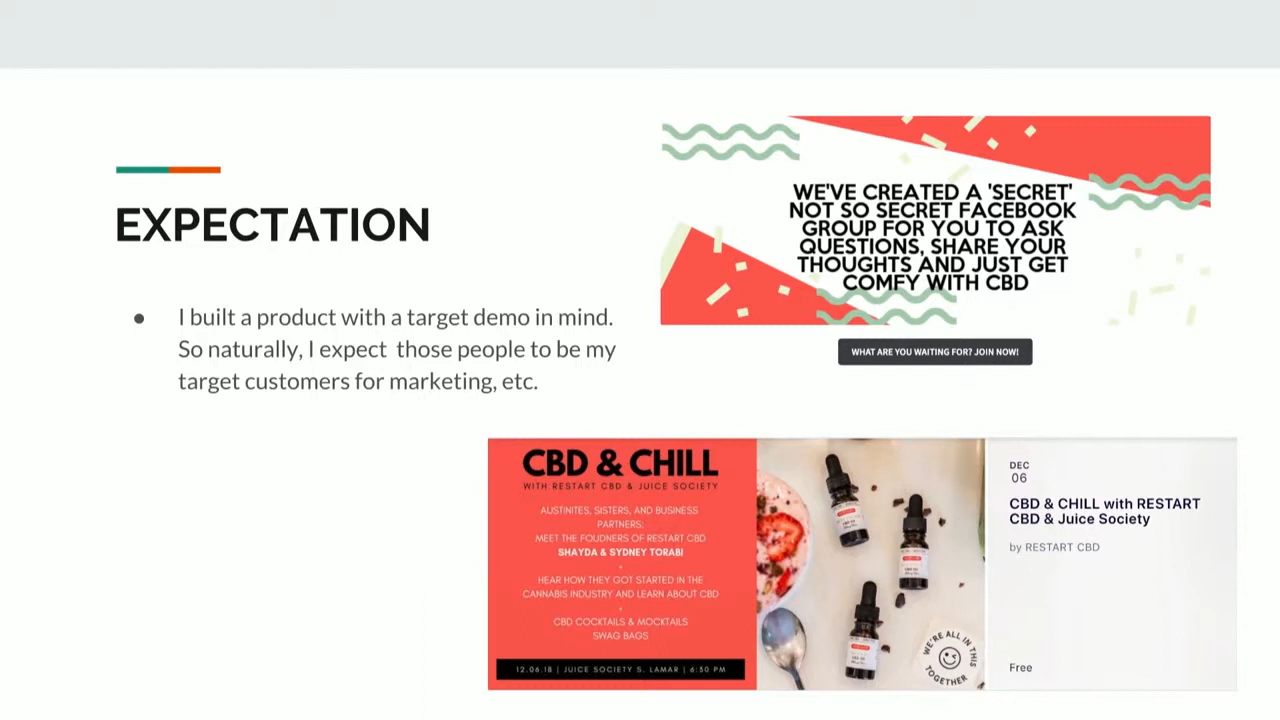 EXPECTATION
● I built a product with a target demo in mind.
So naturally, I expect those people to be my
target customers for marketing, etc.
WE'VE CREATED A 'SECRET'
NOT SO SECRET FACEBOOK
GROUP FOR YOU TO ASK
QUESTIONS, SHARE YOUR
THOUGHTS AND JUST GET
COMFY WITH CBD
WHAT ARE YOU WAITING FOR? JOIN NOW!
CBD & CHILL
WITH RESTART CBD & JUICE SOCIETY
AUSTINITES, SISTERS, AND BUSINESS
PARTNERS:
MEET THE FOUDNERS OF RESTART CBD
SHAYDA & SYDNEY TORABI
•
HEAR HOW THEY GOT STARTED IN THE
CANNABIS INDUSTRY AND LEARN ABOUT CBD
•
CBD COCKTAILS & MOCKTAILS
SWAG BAGS
12.06.18 | JUICE SOCIETY S. LAMAR | 6:30 PM
WE'RE ALL IN THIS
TOGETHER
DEC
06
CBD & CHILL with RESTART
CBD & Juice Society
by RESTART CBD
Free